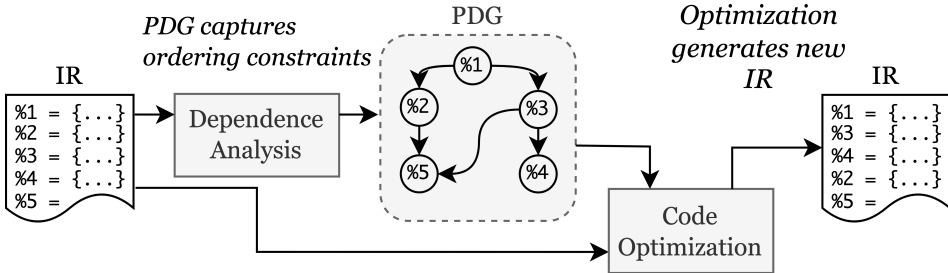 PDG captures
ordering constraints
PDG
Optimization
generates new
IR
IR
%1 = {...}
%2 = {...}
%3 = {...}
%4 = {...}
%5 =
Dependence
Analysis
%1
%2
%3
%5
%4
Code
Optimization
IR
%1 = {...}
%3 = {...}
%4 = {...}
%2 = {...}
%5 =